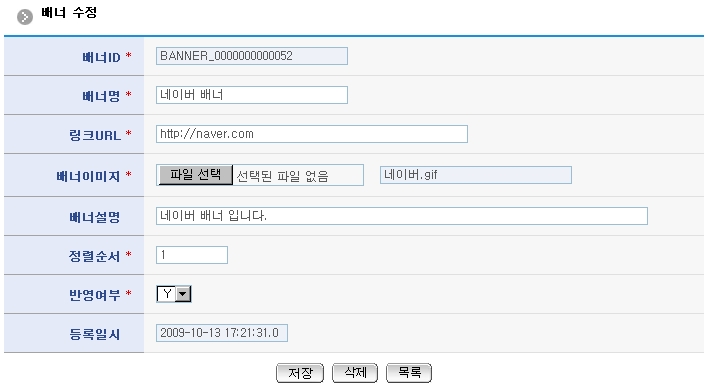 배너 수정
배너ID * BANNER_0000000000052
배너명 * 네이버 배너
링크URL * http://naver.com
배너이미지 * 파일 선택 선택된 파일 없음 네이버.gif
배너설명 네이버 배너 입니다.
정렬순서 * 1
반영여부 * Y
등록일시 2009-10-13 17:21:31.0
저장 삭제 목록